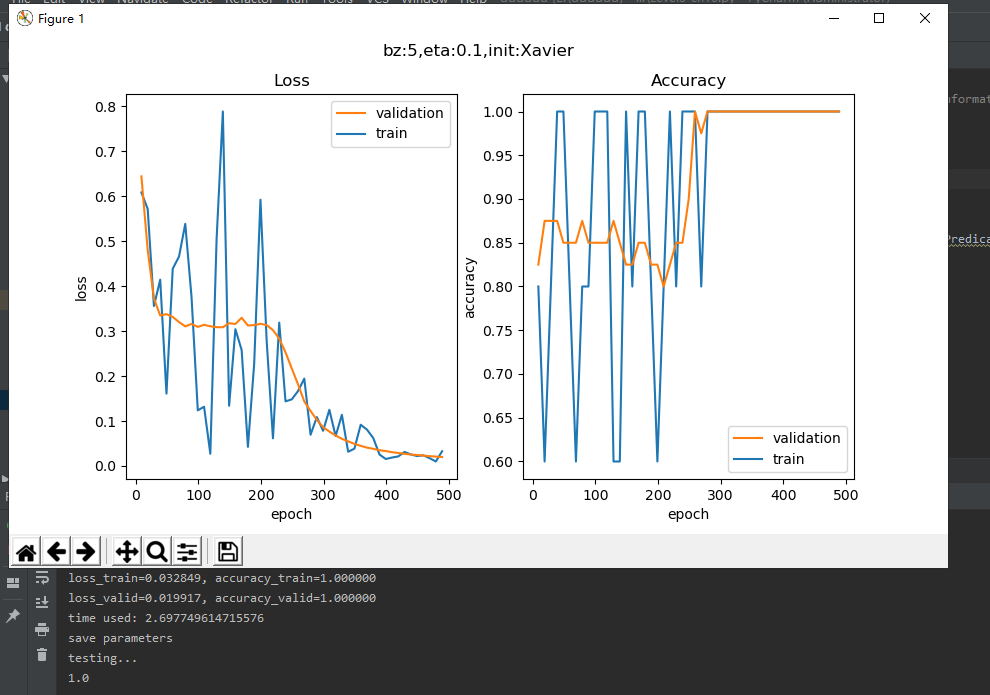 Figure 1
bz:5,eta:0.1,init:Xavier
Loss
Accuracy
validation
train
0.8
0.7
0.6
0.5
0.4
0.3
0.2
0.1
0.0
loss
0 100 200 300 400 500
epoch
1.00
0.95
0.90
0.85
0.80
0.75
0.70
0.65
0.60
accuracy
validation
train
0 100 200 300 400 500
epoch
loss_train=0.032849, accuracy_train=1.000000
loss_valid=0.019917, accuracy_valid=1.000000
time used: 2.697749614715576
save parameters
testing...
1.0